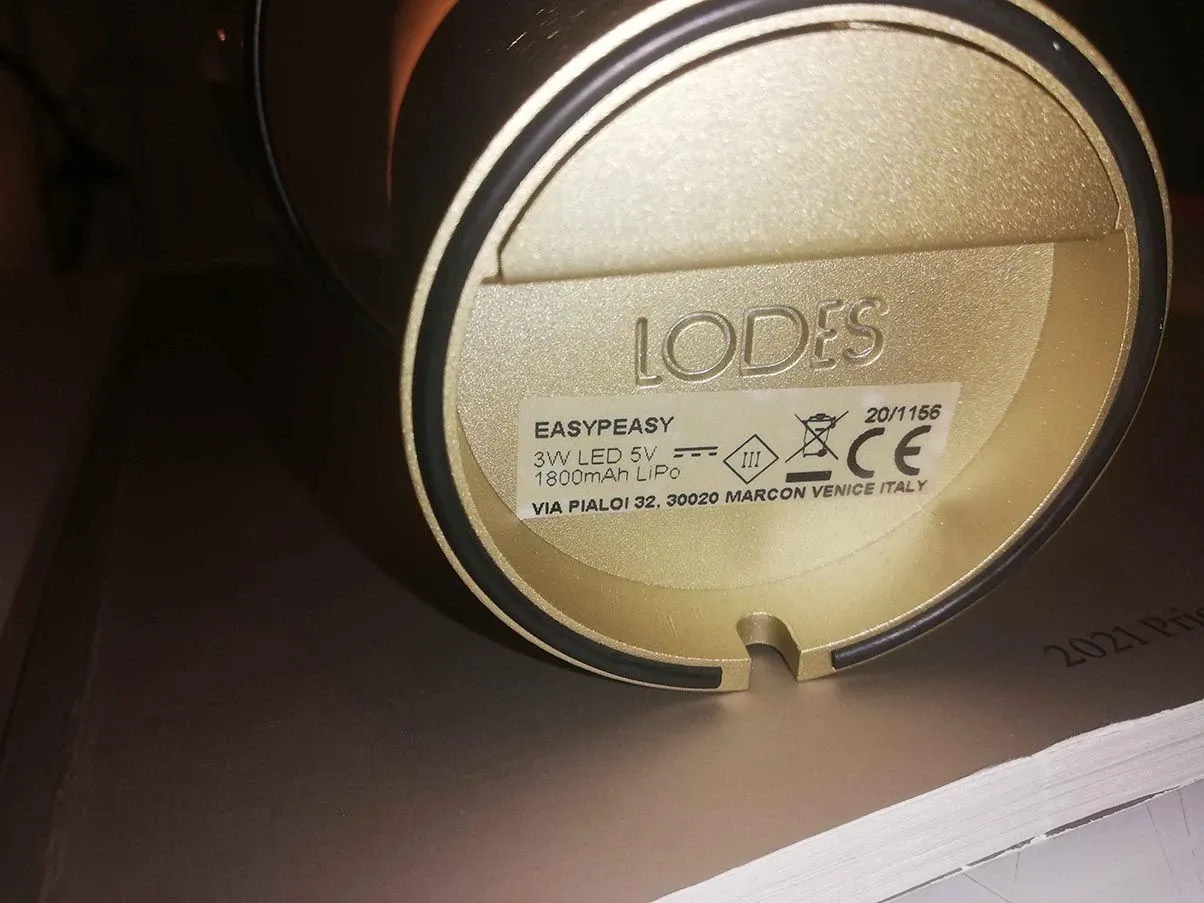 LODES
EASYPEASY
20/1156
3W LED 5V
III
CE
1800mAh LiPo
VIA PIALOI 32, 30020 MARCON VENICE ITALY
2021 Pri